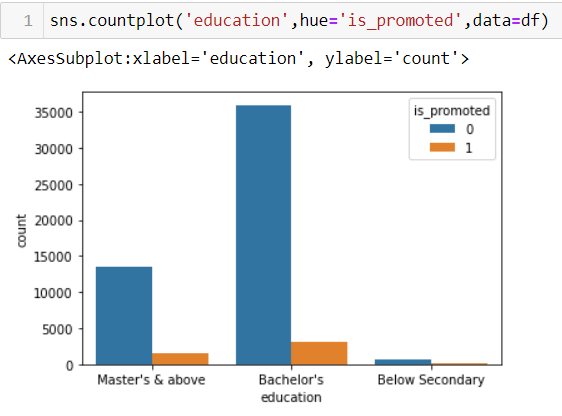 1 sns.countplot('education',hue='is_promoted',data=df)
<AxesSubplot:xlabel='education', ylabel='count'>
is_promoted
0
1
35000
30000
25000
20000
15000
10000
5000
0
count
Master's & above
Bachelor's
Below Secondary
education